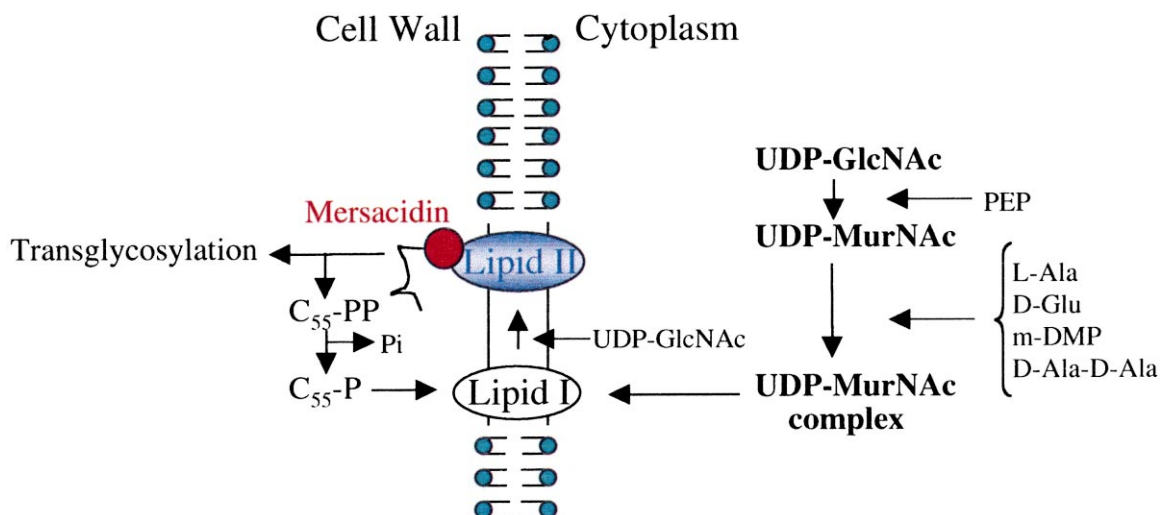 Cell Wall
Cytoplasm
UDP-GlcNAc
PEP
Mersacidin
UDP-MurNAc
Transglycosylation
Lipid II
L-Ala
D-Glu
m-DMP
D-Ala-D-Ala
C₅₅-PP
Pi
UDP-GlcNAc
C₅₅-P
Lipid I
UDP-MurNAc
complex